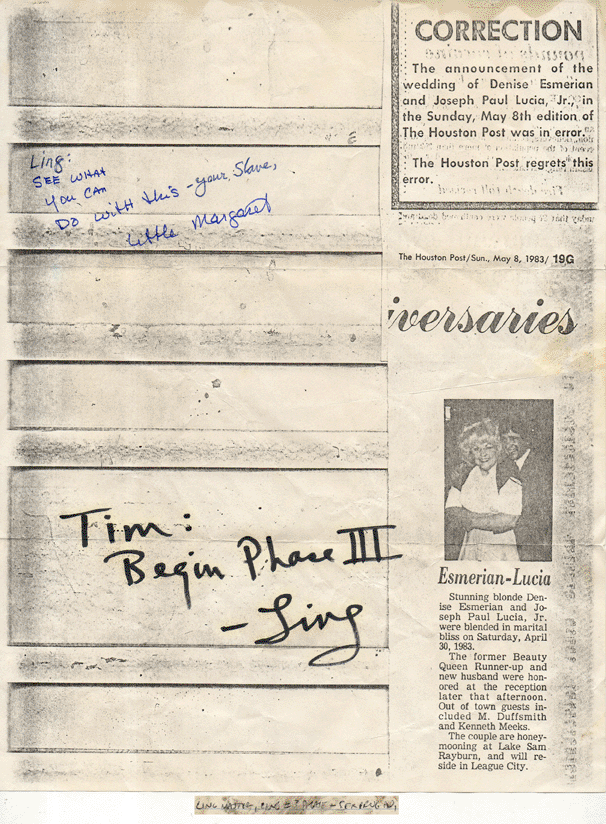 CORRECTION
The announcement of the
wedding of Denise Esmerian
and Joseph Paul Lucia, Jr., in
the Sunday, May 8th edition of
The Houston Post was in error.
The Houston Post regrets this
error.
Ling:
SEE WHAT
YOU CAN
DO with this - your, Slave,
Little Margaret
The Houston Post/Sun., May 8, 1983/ 19G
iversaries
Tim:
Begin Phase III
- Ling
Esmerian-Lucia
Stunning blonde Den-
ise Esmerian and Jo-
seph Paul Lucia, Jr.
were blended in marital
bliss on Saturday, April
30, 1983.
The former Beauty
Queen Runner-up and
new husband were hon-
ored at the reception
later that afternoon.
Out of town guests in-
cluded M. Duffsmith
and Kenneth Meeks.
The couple are honey-
mooning at Lake Sam
Rayburn, and will re-
side in League City.